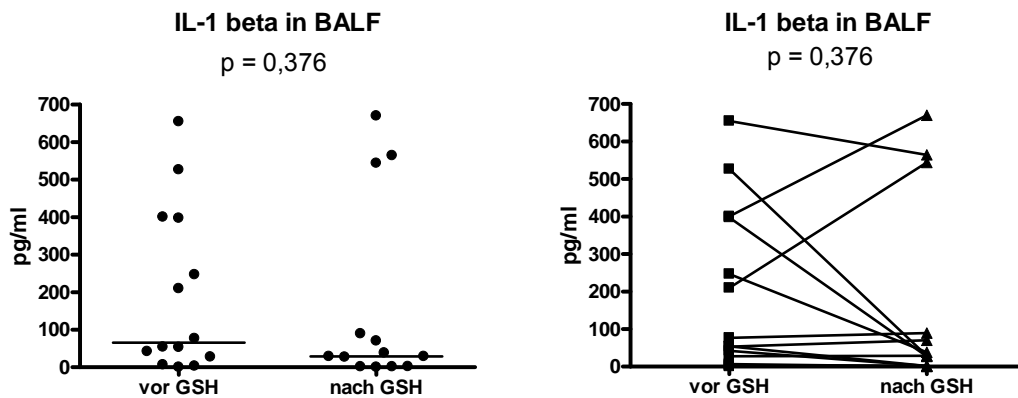 IL-1 beta in BALF
p = 0,376
pg/ml
700
600
500
400
300
200
100
0
vor GSH
nach GSH
IL-1 beta in BALF
p = 0,376
pg/ml
700
600
500
400
300
200
100
0
vor GSH
nach GSH